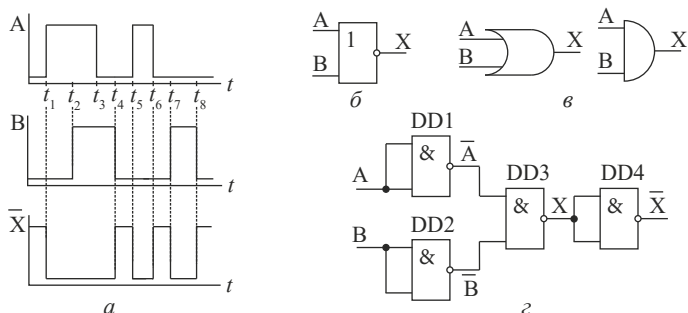 A
t
t₁ t₂ t₃ t₄ t₅ t₆ t₇ t₈
B
t
X̅
t
а
A
B
1
X
б
A
B
X
A
B
X
в
DD1
&
A̅
A
DD3
&
X
DD4
&
X̅
B
DD2
&
B̅
г